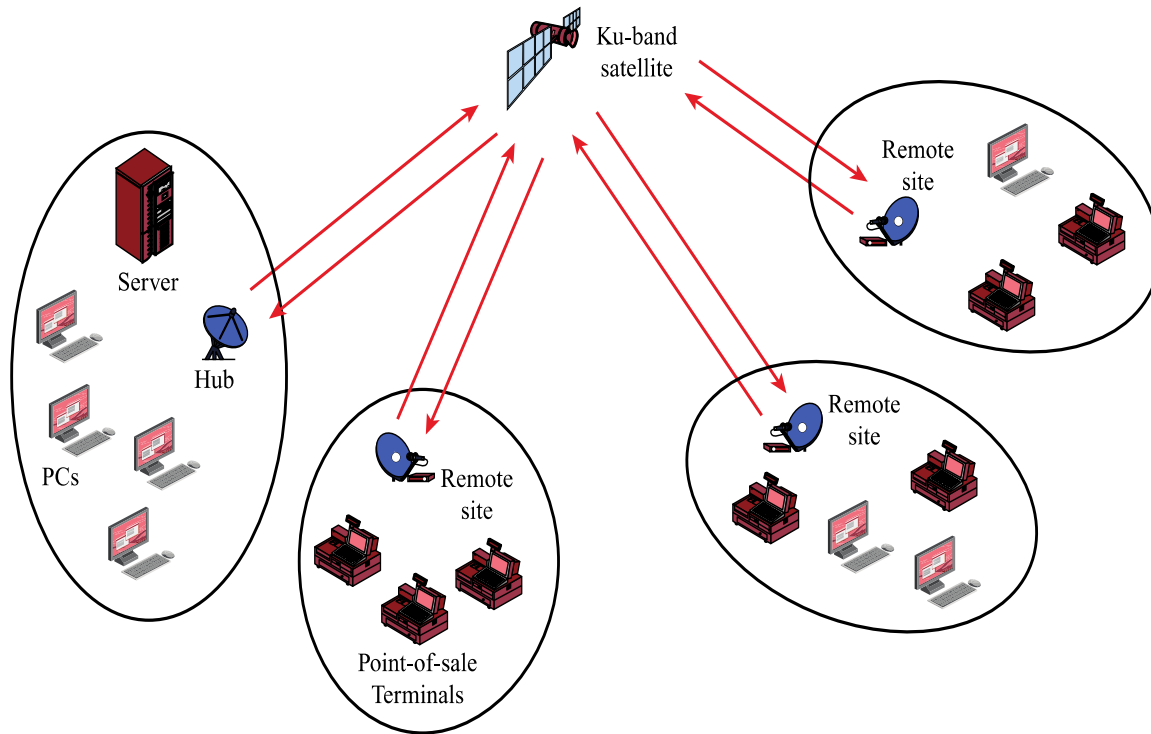 Ku-band
satellite
Server
Hub
PCs
Remote
site
Point-of-sale
Terminals
Remote
site
Remote
site